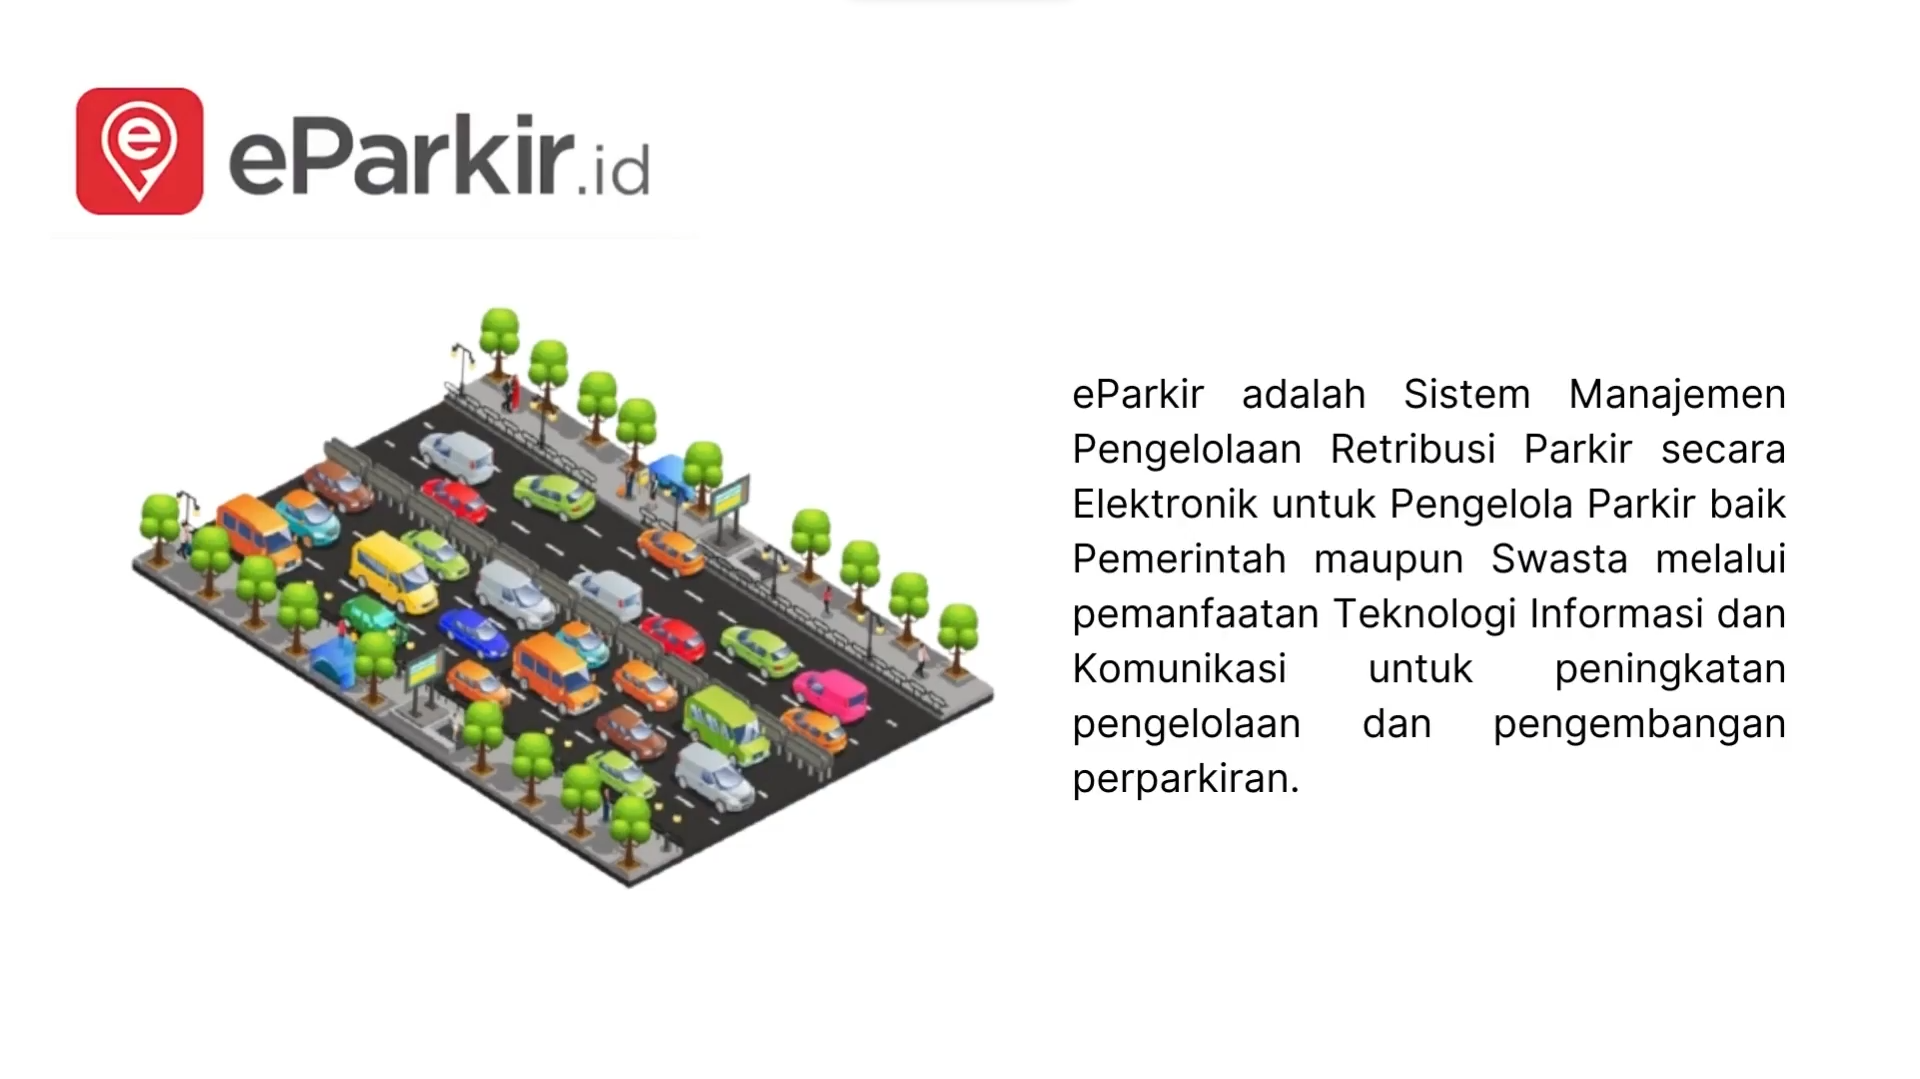 eParkir.id
eParkir adalah Sistem Manajemen
Pengelolaan Retribusi Parkir secara
Elektronik untuk Pengelola Parkir baik
Pemerintah maupun Swasta melalui
pemanfaatan Teknologi Informasi dan
Komunikasi untuk peningkatan
pengelolaan dan pengembangan
perparkiran.